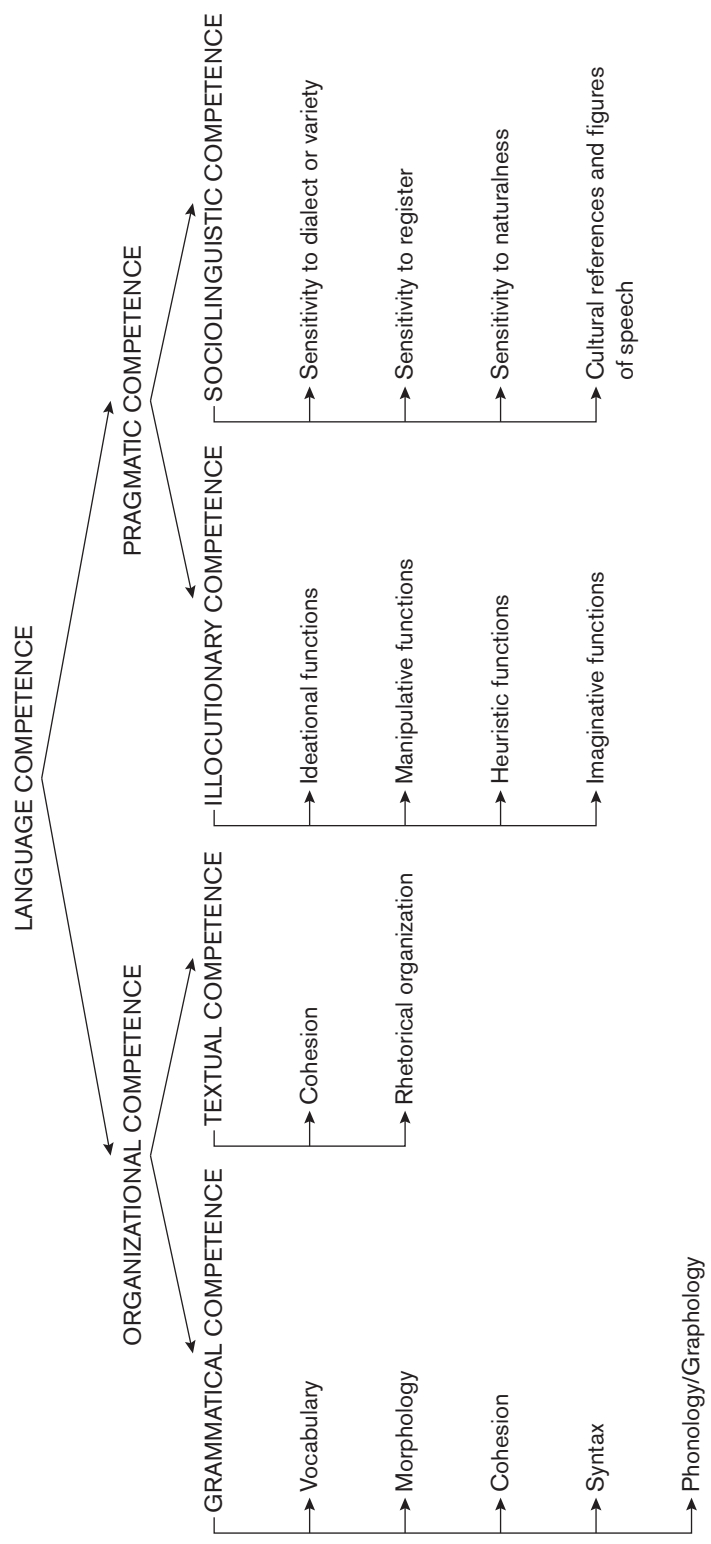 LANGUAGE COMPETENCE
ORGANIZATIONAL COMPETENCE
PRAGMATIC COMPETENCE
GRAMMATICAL COMPETENCE
Vocabulary
Morphology
Cohesion
Syntax
Phonology/Graphology
TEXTUAL COMPETENCE
Cohesion
Rhetorical organization
ILLOCUTIONARY COMPETENCE
Ideational functions
Manipulative functions
Heuristic functions
Imaginative functions
SOCIOLINGUISTIC COMPETENCE
Sensitivity to dialect or variety
Sensitivity to register
Sensitivity to naturalness
Cultural references and figures
of speech